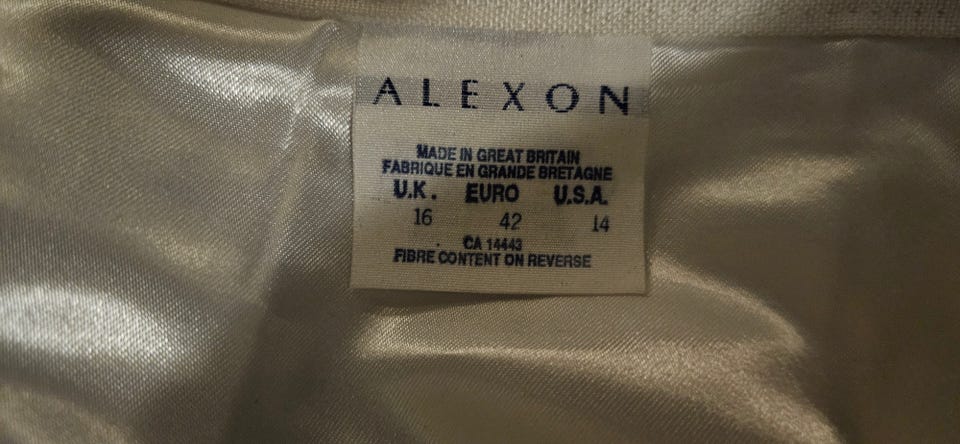 ALEXON
MADE IN GREAT BRITAIN
FABRIQUE EN GRANDE BRETAGNE
U.K. EURO U.S.A.
16 42 14
CA 14443
FIBRE CONTENT ON REVERSE